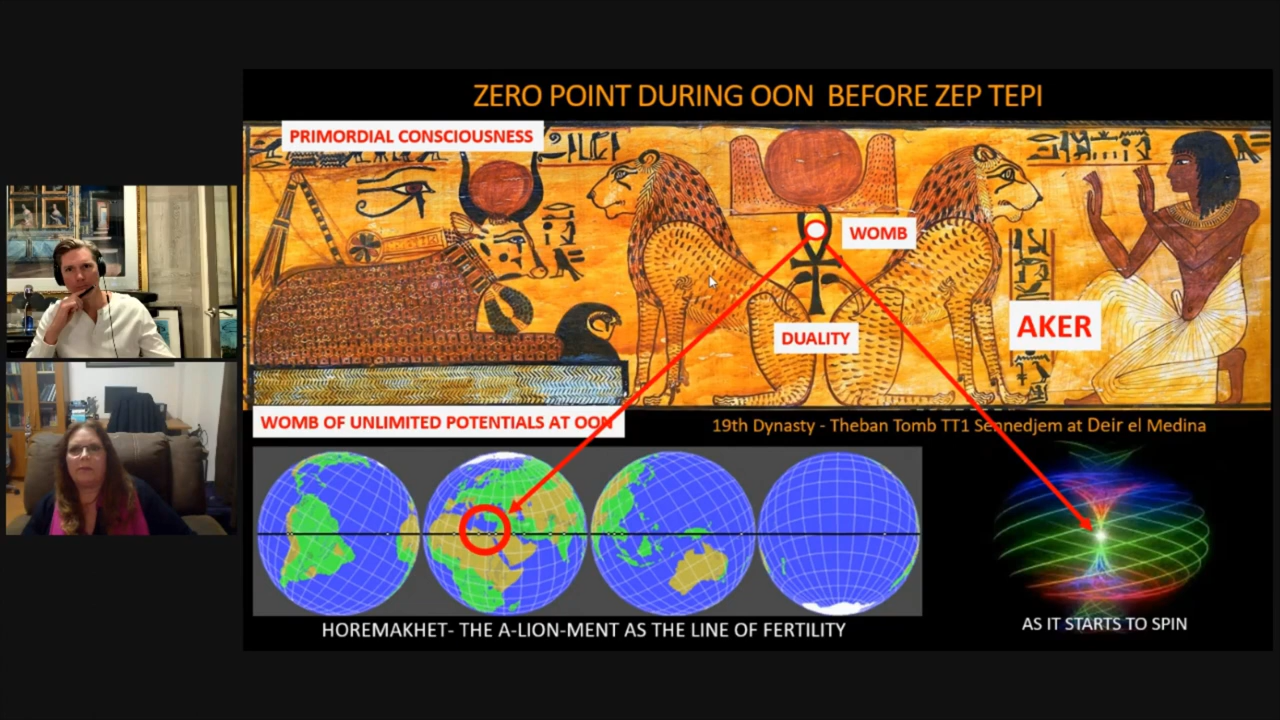 ZERO POINT DURING OON BEFORE ZEP TEPI
PRIMORDIAL CONSCIOUSNESS
WOMB
DUALITY
AKER
WOMB OF UNLIMITED POTENTIALS AT OON
19th Dynasty - Theban Tomb TT1 Sennedjem at Deir el Medina
HOREMAKHET- THE A-LION-MENT AS THE LINE OF FERTILITY
AS IT STARTS TO SPIN